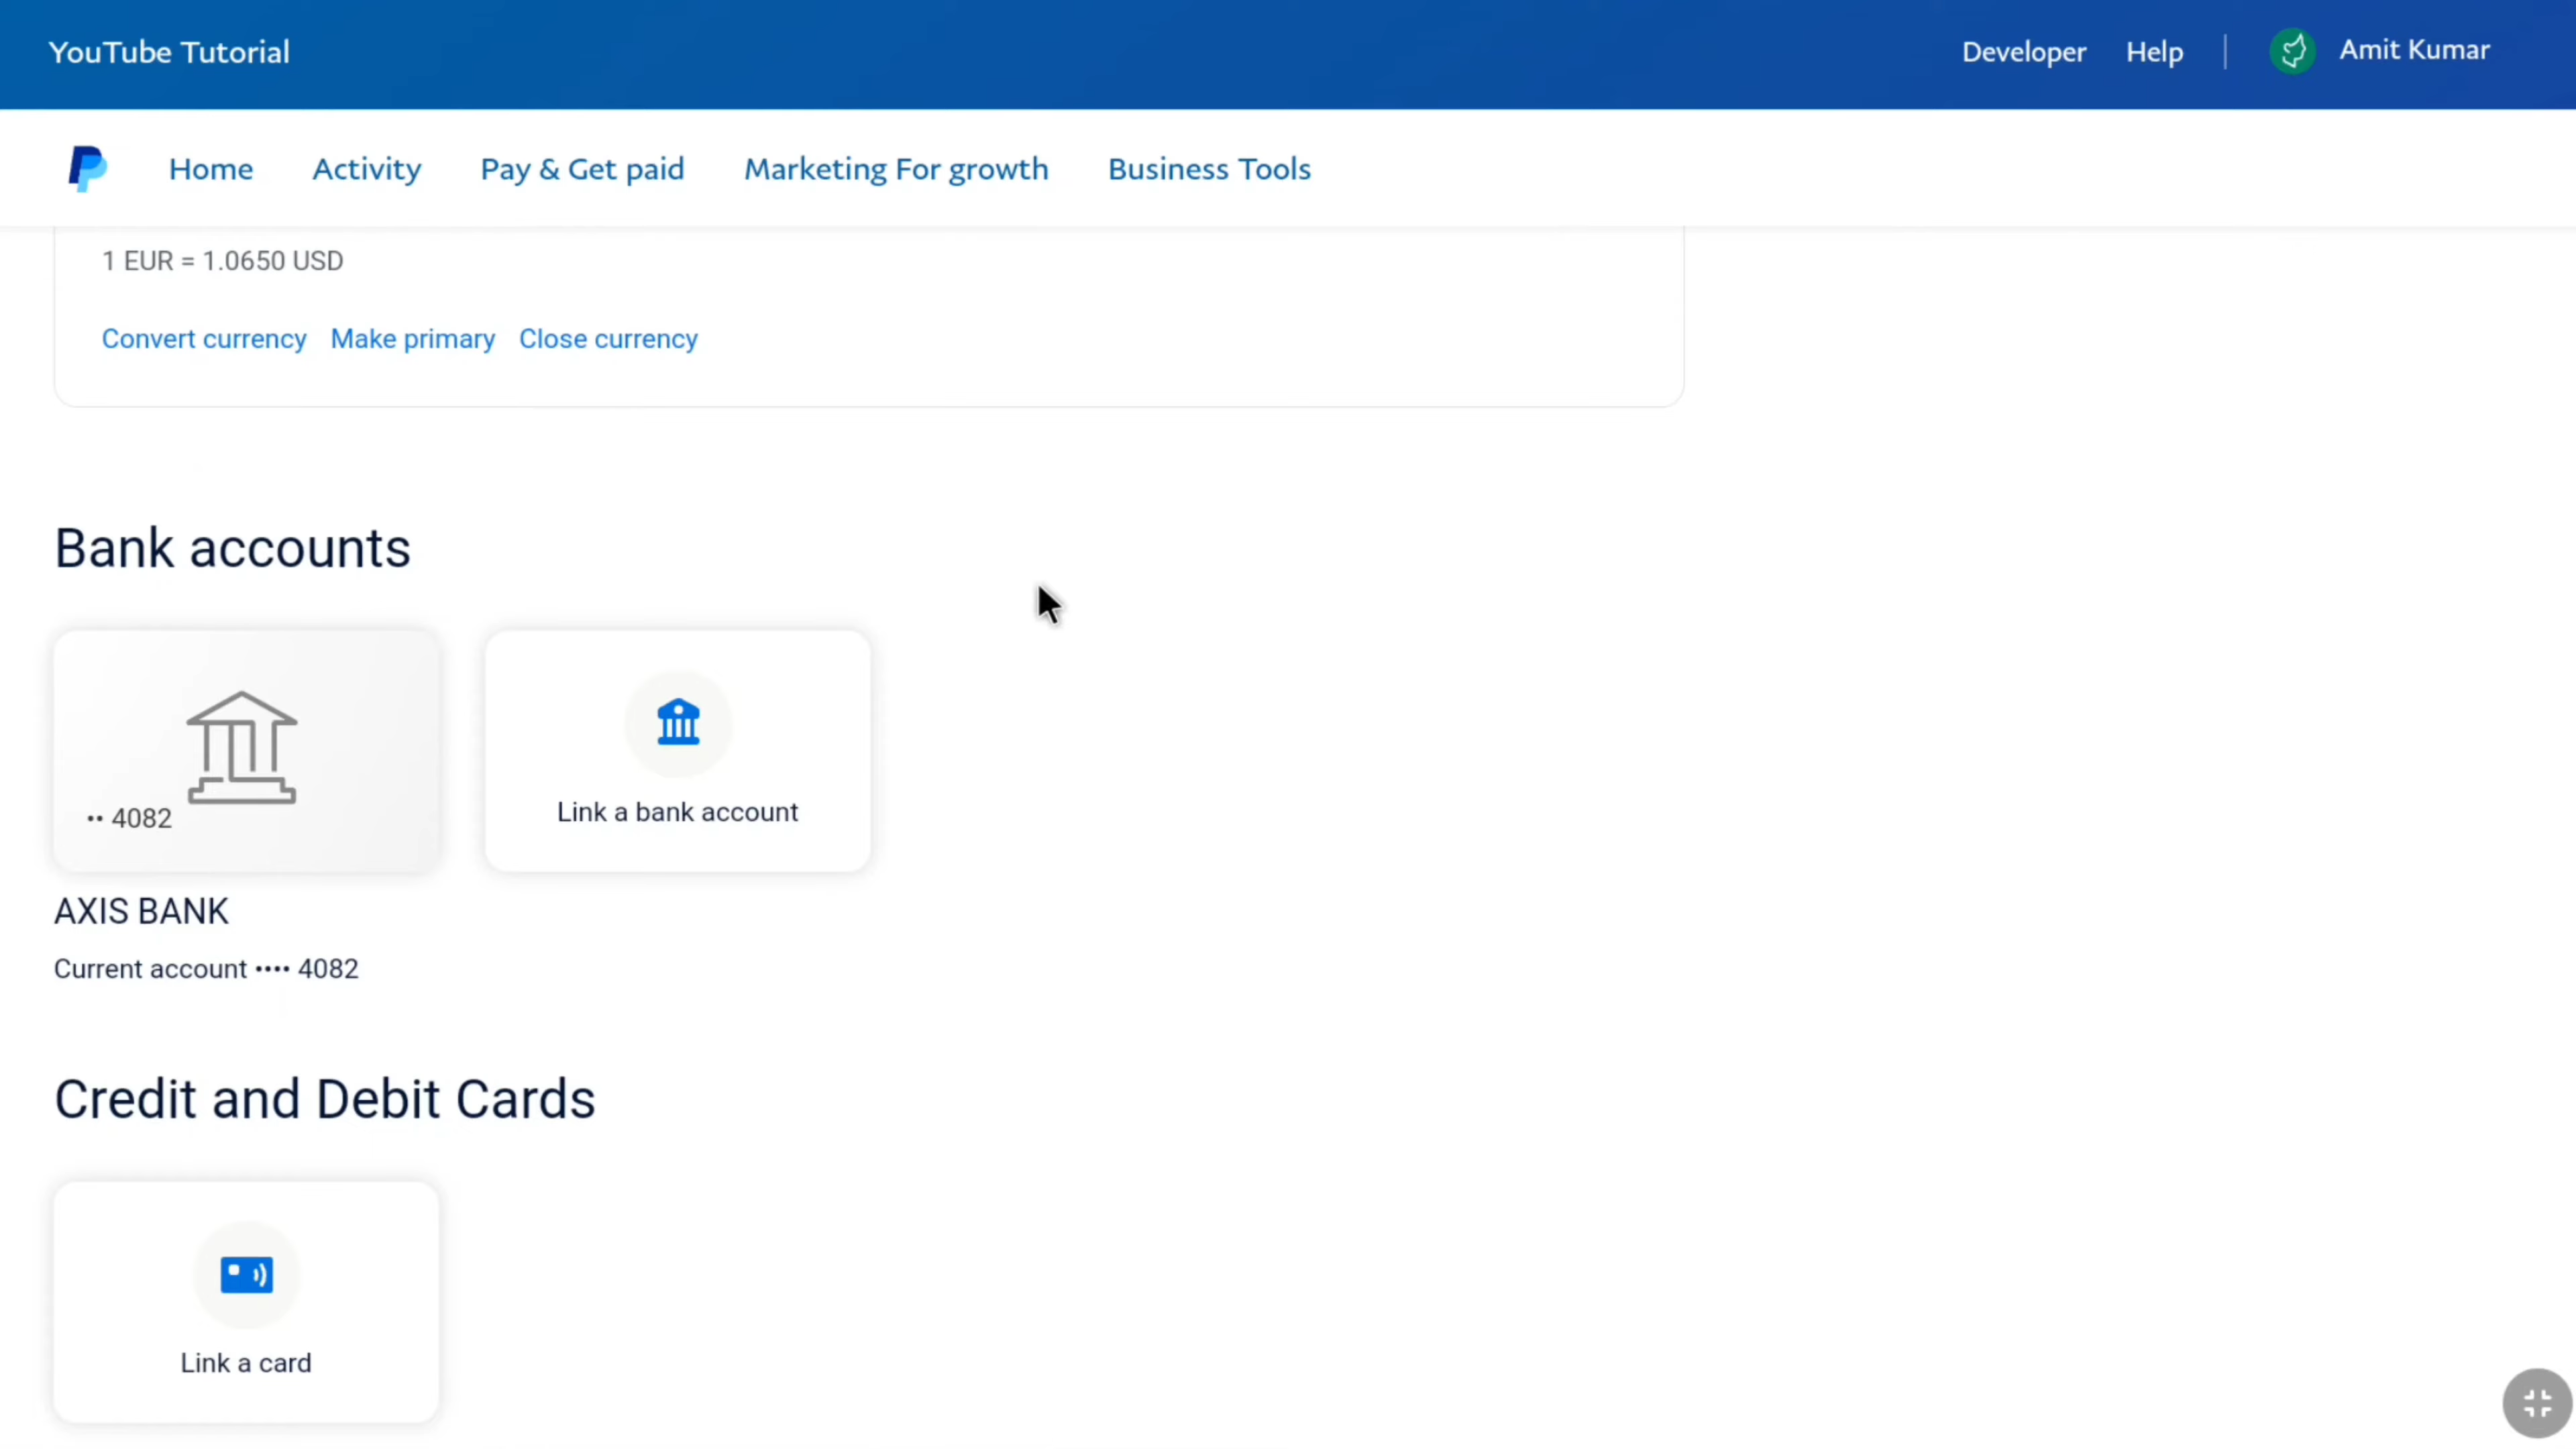 YouTube Tutorial
Developer Help Amit Kumar
Home Activity Pay & Get paid Marketing For growth Business Tools
1 EUR = 1.0650 USD
Convert currency Make primary Close currency
Bank accounts
•• 4082
Link a bank account
AXIS BANK
Current account •••• 4082
Credit and Debit Cards
Link a card